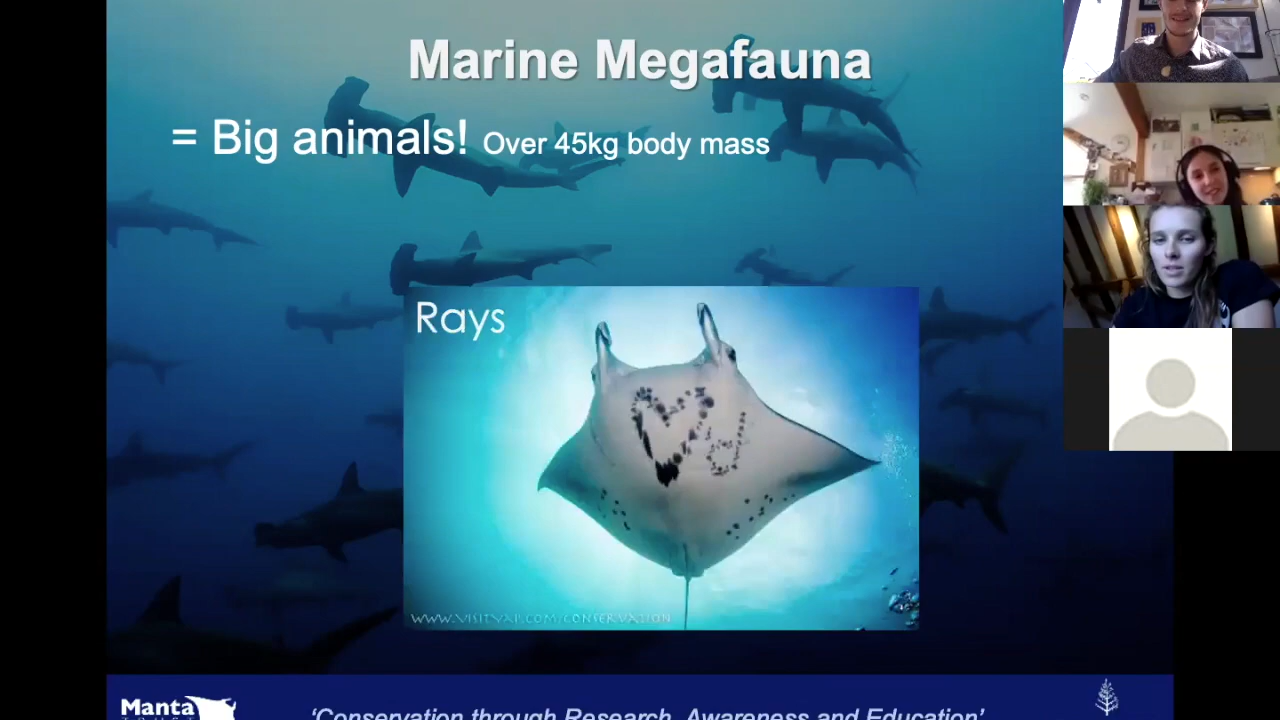 Marine Megafauna
= Big animals! Over 45kg body mass
Rays
WWW.VISITYAP.COM/CONSERVATION
Manta
TRUST
'Conservation through Research, Awareness and Education'